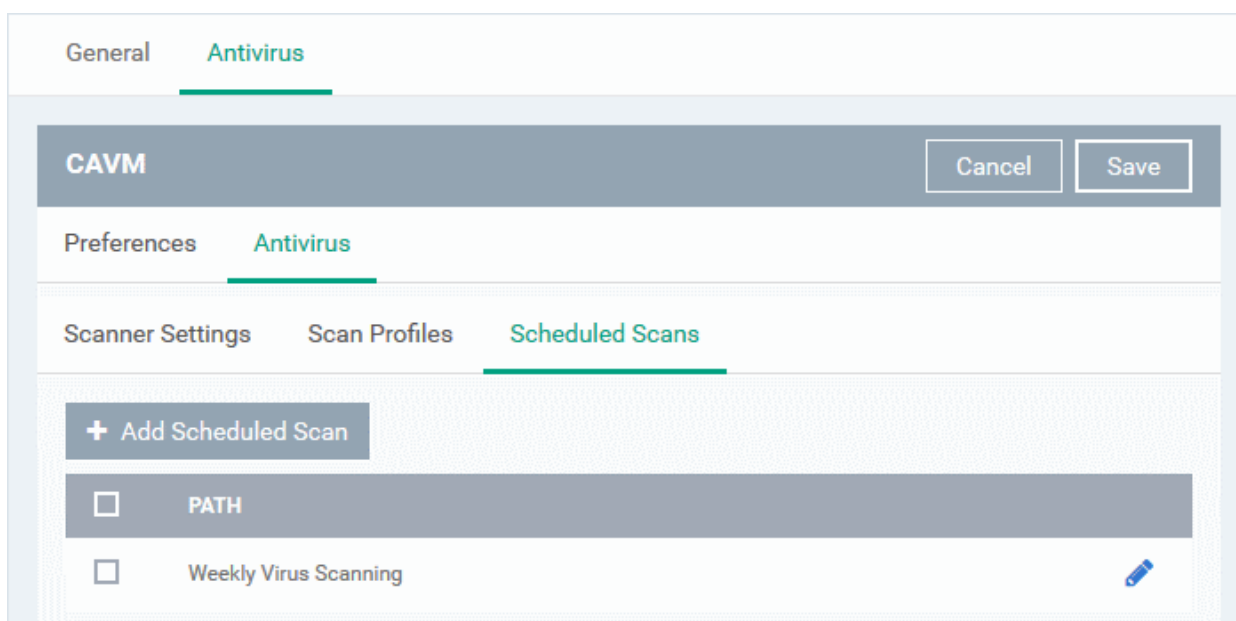 General Antivirus
CAVM Cancel Save
Preferences Antivirus
Scanner Settings Scan Profiles Scheduled Scans
+ Add Scheduled Scan
PATH
Weekly Virus Scanning